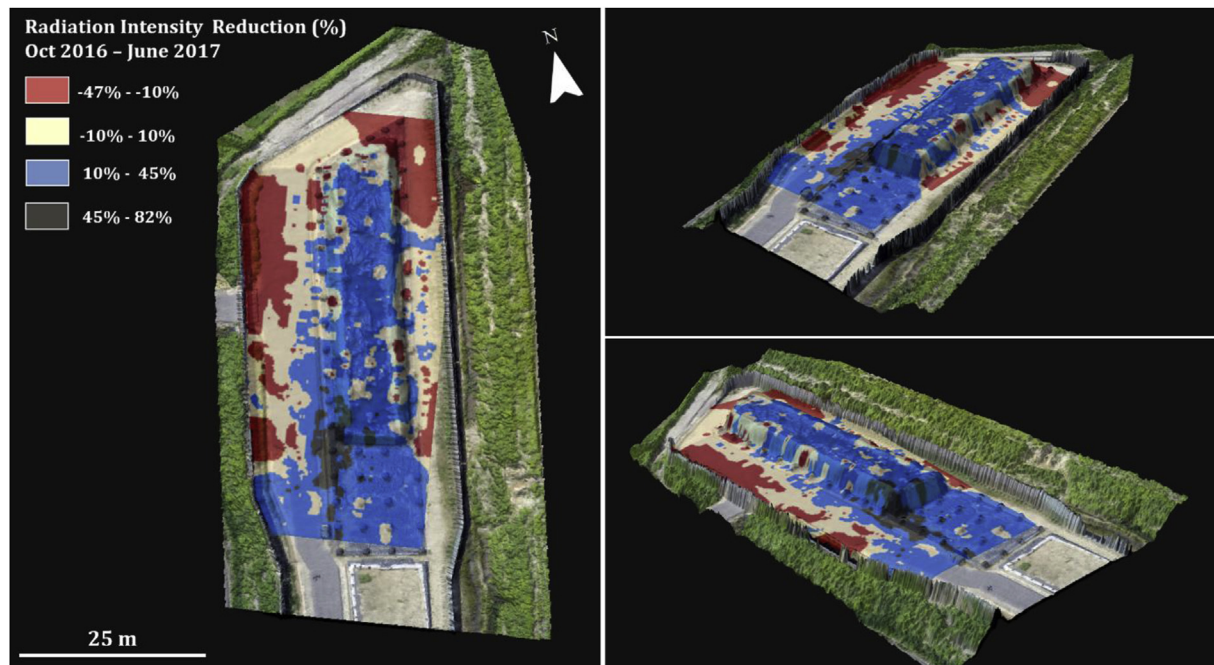 Radiation Intensity Reduction (%)
Oct 2016 – June 2017
N
-47% - -10%
-10% - 10%
10% - 45%
45% - 82%
25 m